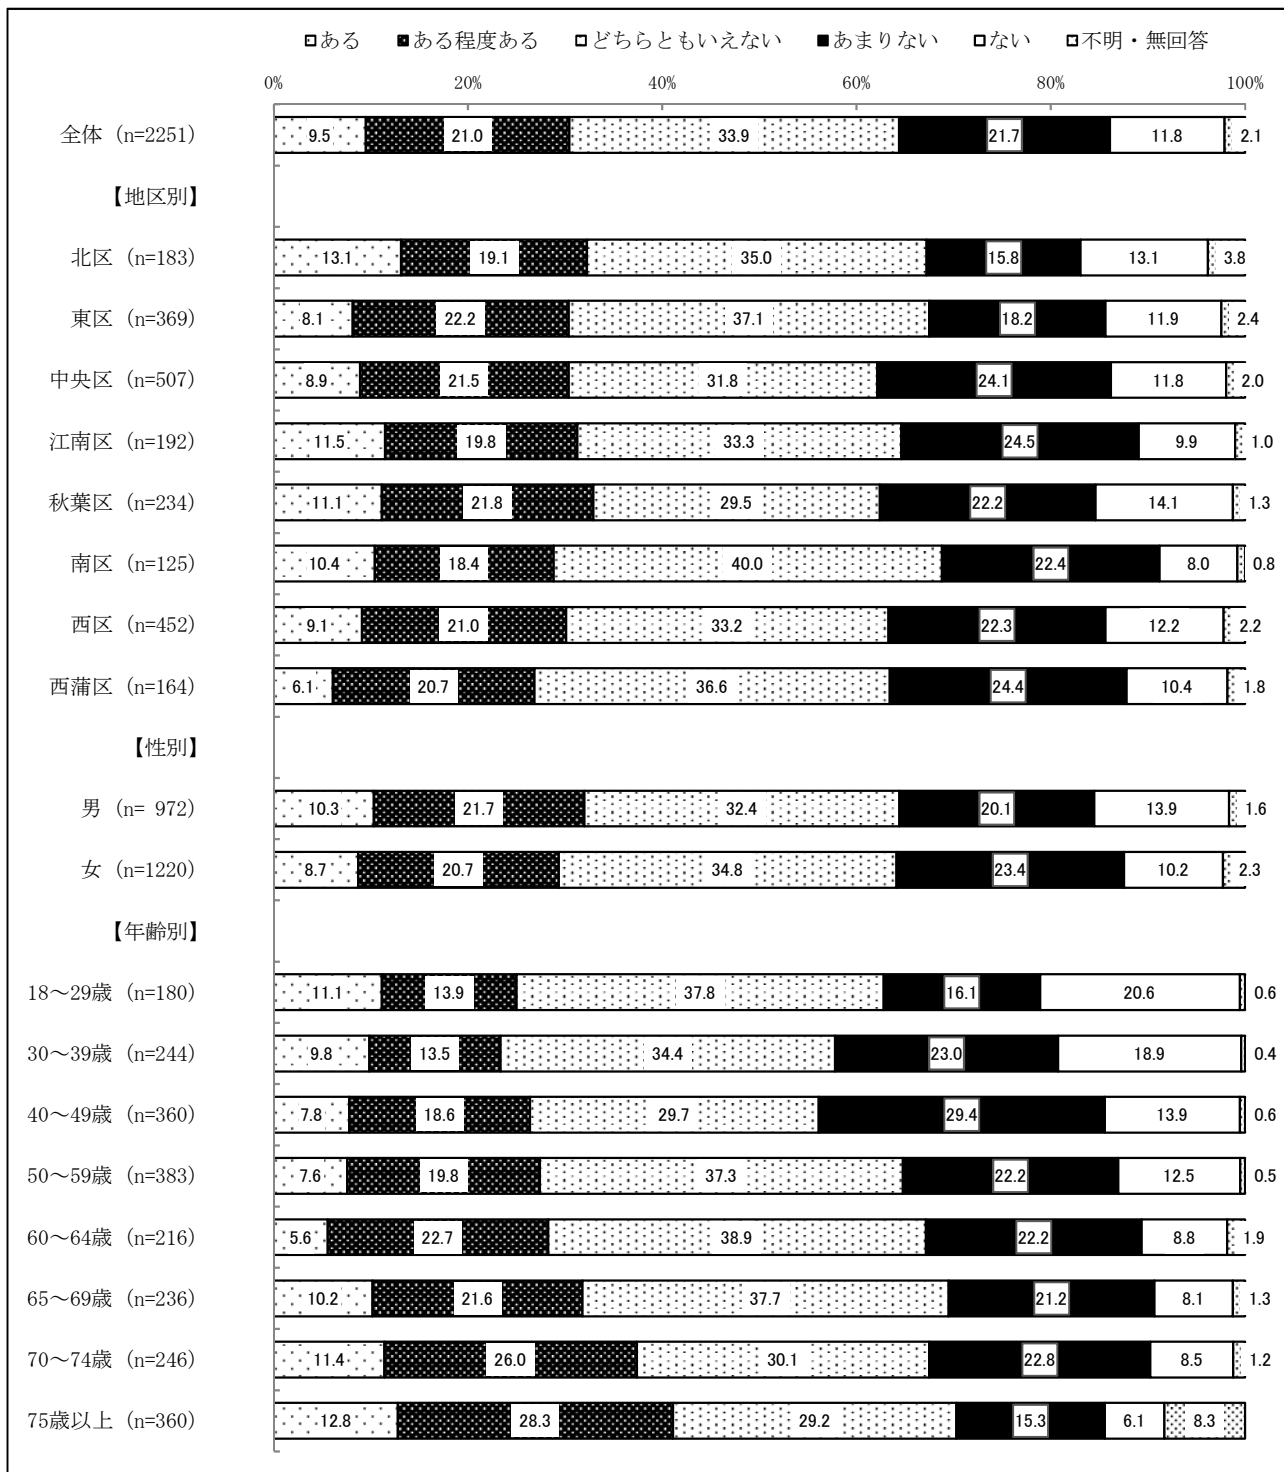 ある ある程度ある どちらともいえない あまりない ない 不明・無回答
0% 20% 40% 60% 80% 100%
全体 (n=2251) 9.5 21.0 33.9 21.7 11.8 2.1
【地区別】
北区 (n=183) 13.1 19.1 35.0 15.8 13.1 3.8
東区 (n=369) 8.1 22.2 37.1 18.2 11.9 2.4
中央区 (n=507) 8.9 21.5 31.8 24.1 11.8 2.0
江南区 (n=192) 11.5 19.8 33.3 24.5 9.9 1.0
秋葉区 (n=234) 11.1 21.8 29.5 22.2 14.1 1.3
南区 (n=125) 10.4 18.4 40.0 22.4 8.0 0.8
西区 (n=452) 9.1 21.0 33.2 22.3 12.2 2.2
西蒲区 (n=164) 6.1 20.7 36.6 24.4 10.4 1.8
【性別】
男 (n= 972) 10.3 21.7 32.4 20.1 13.9 1.6
女 (n=1220) 8.7 20.7 34.8 23.4 10.2 2.3
【年齢別】
18～29歳 (n=180) 11.1 13.9 37.8 16.1 20.6 0.6
30～39歳 (n=244) 9.8 13.5 34.4 23.0 18.9 0.4
40～49歳 (n=360) 7.8 18.6 29.7 29.4 13.9 0.6
50～59歳 (n=383) 7.6 19.8 37.3 22.2 12.5 0.5
60～64歳 (n=216) 5.6 22.7 38.9 22.2 8.8 1.9
65～69歳 (n=236) 10.2 21.6 37.7 21.2 8.1 1.3
70～74歳 (n=246) 11.4 26.0 30.1 22.8 8.5 1.2
75歳以上 (n=360) 12.8 28.3 29.2 15.3 6.1 8.3